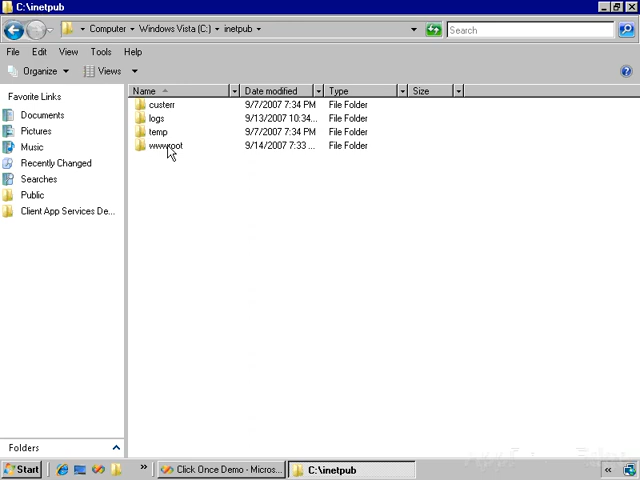 C:\inetpub
Computer Windows Vista (C:) inetpub
Search
File Edit View Tools Help
Organize Views
Name Date modified Type Size
Favorite Links
Documents
Pictures
Music
Recently Changed
Searches
Public
Client App Services De...
custerr 9/7/2007 7:34 PM File Folder
logs 9/13/2007 10:34... File Folder
temp 9/7/2007 7:34 PM File Folder
wwwroot 9/14/2007 7:33 ... File Folder
Folders
Start Click Once Demo - Micros... C:\inetpub